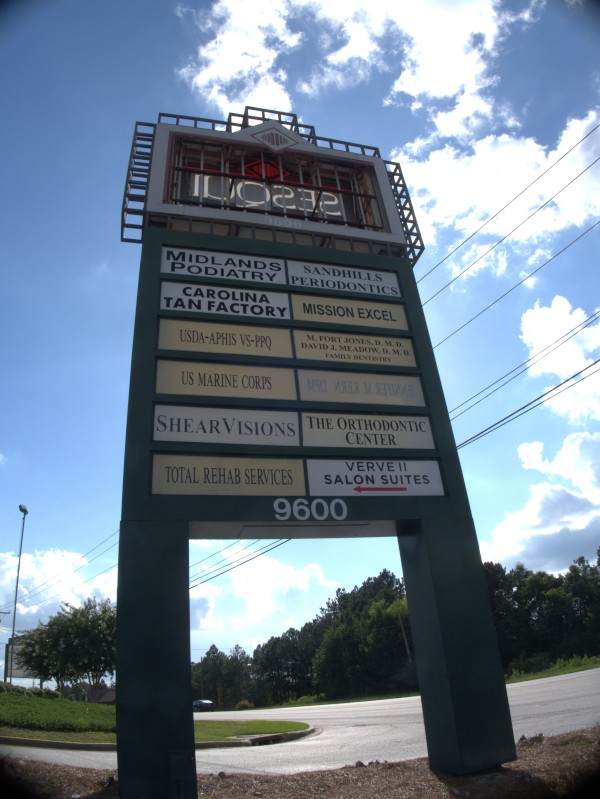 MIDLANDS
PODIATRY
SANDHILLS
PERIODONTICS
CAROLINA
TAN FACTORY
MISSION EXCEL
USDA-APHIS VS-PPQ
M. FORT JONES, D. M. D.
DAVID J. MEADOW, D. M. D.
FAMILY DENTISTRY
US MARINE CORPS
SHEARVISIONS
THE ORTHODONTIC
CENTER
TOTAL REHAB SERVICES
VERVE II
SALON SUITES
9600